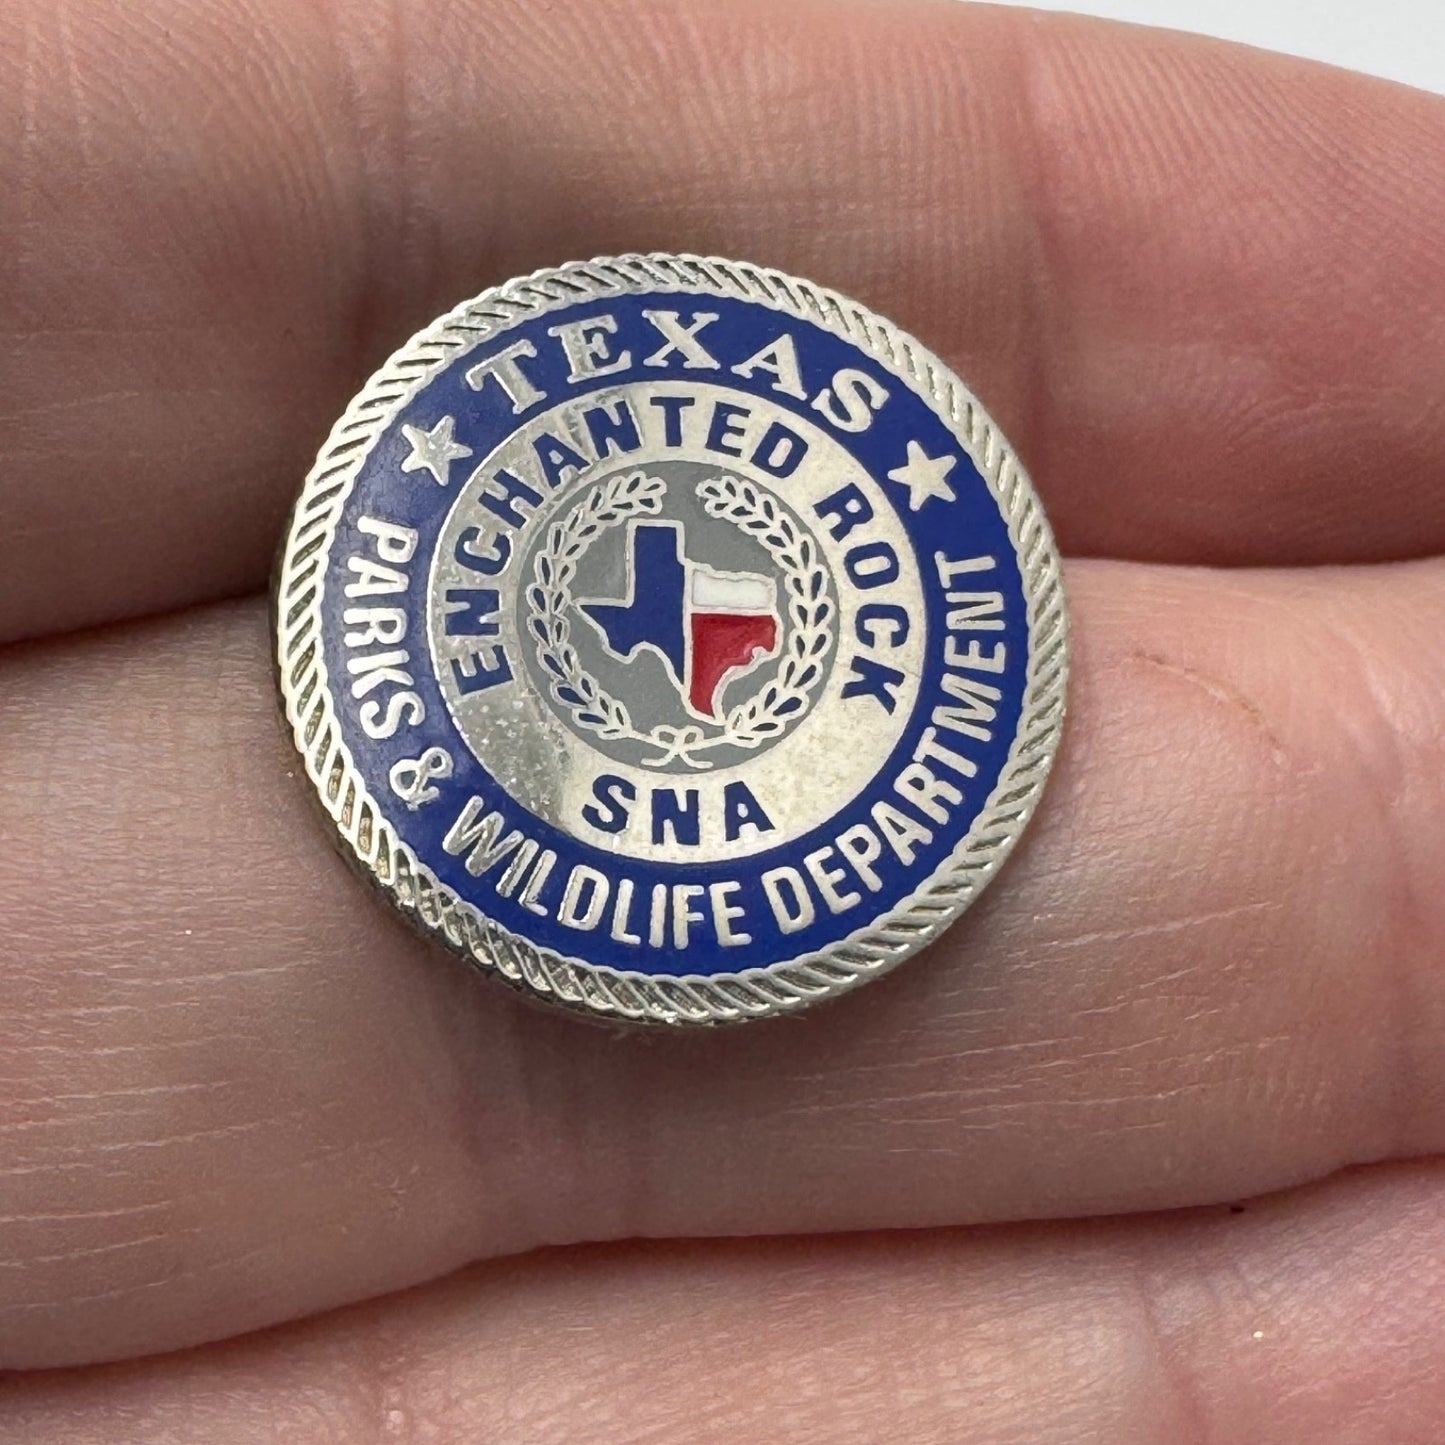 TEXAS
PARKS & WILDLIFE DEPARTMENT
ENCHANTED ROCK
SNA